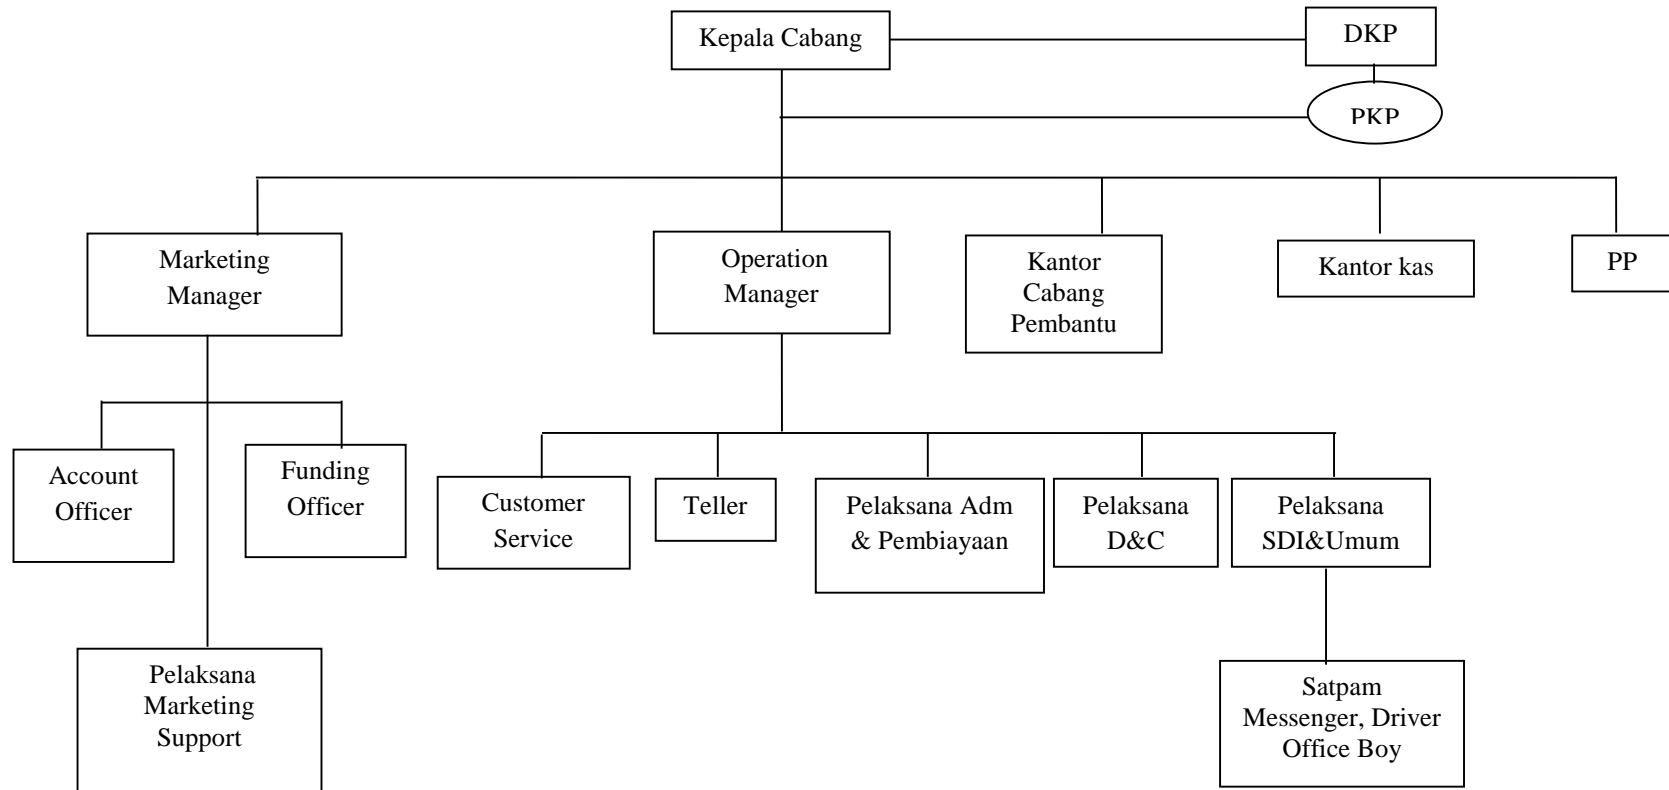 Kepala Cabang
DKP
PKP
Marketing
Manager
Operation
Manager
Kantor
Cabang
Pembantu
Kantor kas
PP
Account
Officer
Funding
Officer
Customer
Service
Teller
Pelaksana Adm
& Pembiayaan
Pelaksana
D&C
Pelaksana
SDI&Umum
Pelaksana
Marketing
Support
Satpam
Messenger, Driver
Office Boy